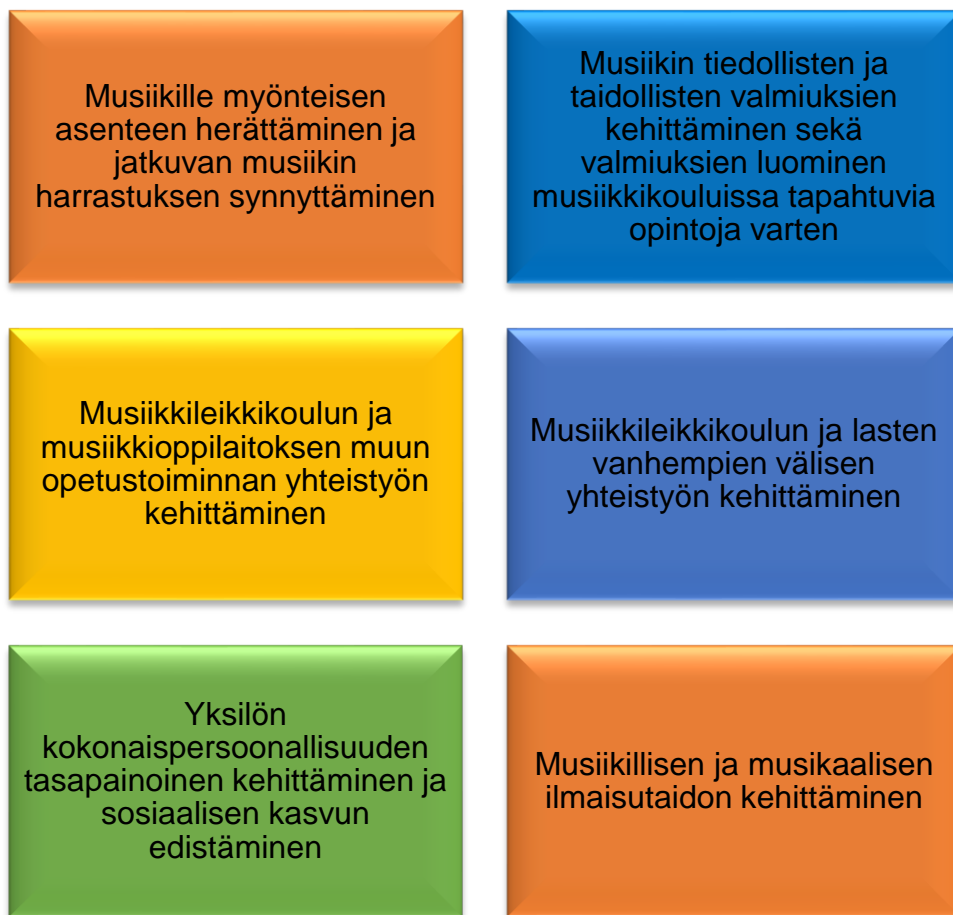 Musiikille myönteisen
asenteen herättäminen ja
jatkuvan musiikin
harrastuksen synnyttäminen
Musiikin tiedollisten ja
taidollisten valmiuksien
kehittäminen sekä
valmiuksien luominen
musiikkikouluissa tapahtuvia
opintoja varten
Musiikkileikkikoulun ja
musiikkioppilaitoksen muun
opetustoiminnan yhteistyön
kehittäminen
Musiikkileikkikoulun ja lasten
vanhempien välisen
yhteistyön kehittäminen
Yksilön
kokonaispersoonallisuuden
tasapainoinen kehittäminen ja
sosiaalisen kasvun
edistäminen
Musiikillisen ja musikaalisen
ilmaisutaidon kehittäminen